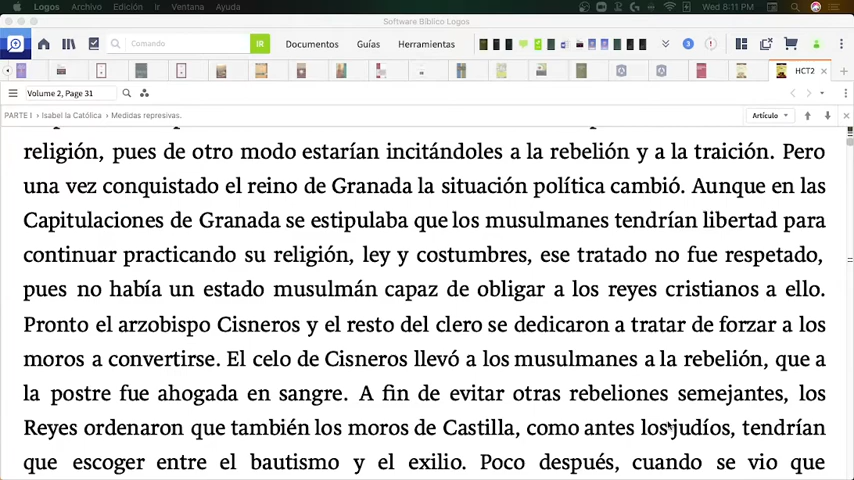 Logos Archivo Edición Ir Ventana Ayuda Wed 8:11 PM
Software Bíblico Logos
Comando IR Documentos Guías Herramientas 3
HCT2
Volume 2, Page 31
PARTE I › Isabel la Católica › Medidas represivas. Artículo
religión, pues de otro modo estarían incitándoles a la rebelión y a la traición. Pero
una vez conquistado el reino de Granada la situación política cambió. Aunque en las
Capitulaciones de Granada se estipulaba que los musulmanes tendrían libertad para
continuar practicando su religión, ley y costumbres, ese tratado no fue respetado,
pues no había un estado musulmán capaz de obligar a los reyes cristianos a ello.
Pronto el arzobispo Cisneros y el resto del clero se dedicaron a tratar de forzar a los
moros a convertirse. El celo de Cisneros llevó a los musulmanes a la rebelión, que a
la postre fue ahogada en sangre. A fin de evitar otras rebeliones semejantes, los
Reyes ordenaron que también los moros de Castilla, como antes los judíos, tendrían
que escoger entre el bautismo y el exilio. Poco después, cuando se vio que